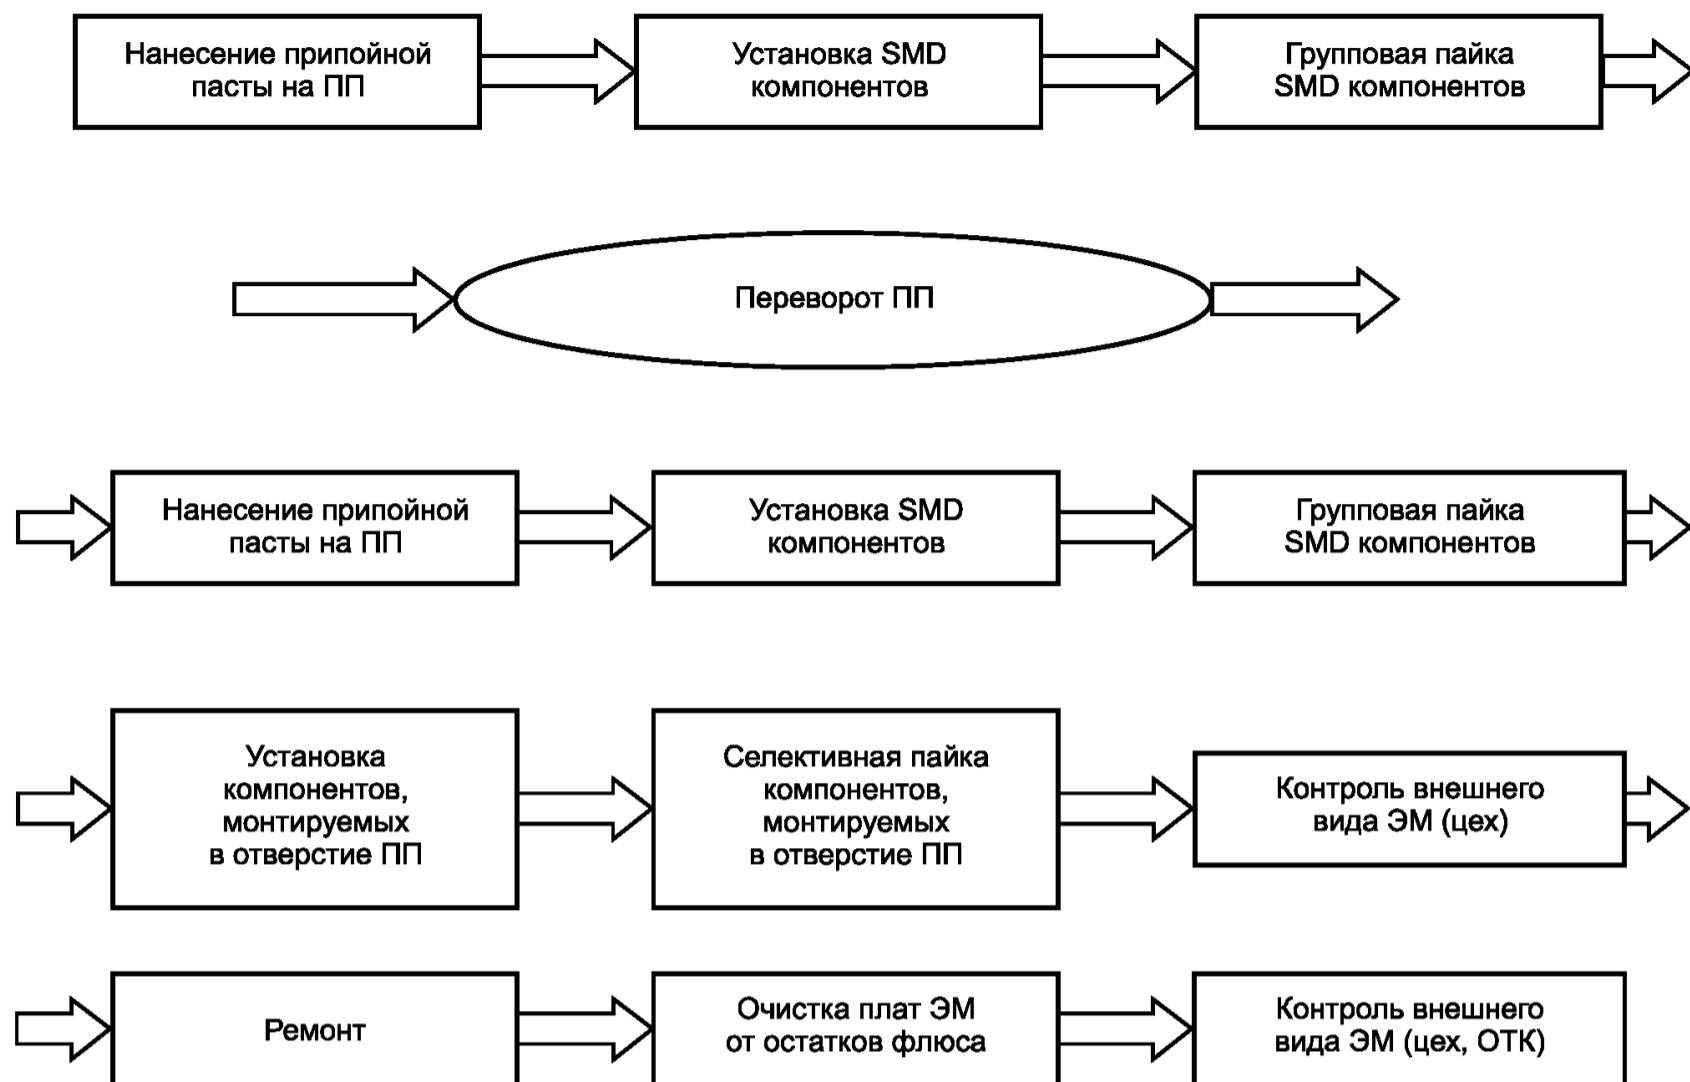 Нанесение припойной
пасты на ПП
Установка SMD
компонентов
Групповая пайка
SMD компонентов
Переворот ПП
Нанесение припойной
пасты на ПП
Установка SMD
компонентов
Групповая пайка
SMD компонентов
Установка
компонентов,
монтируемых
в отверстие ПП
Селективная пайка
компонентов,
монтируемых
в отверстие ПП
Контроль внешнего
вида ЭМ (цех)
Ремонт
Очистка плат ЭМ
от остатков флюса
Контроль внешнего
вида ЭМ (цех, ОТК)